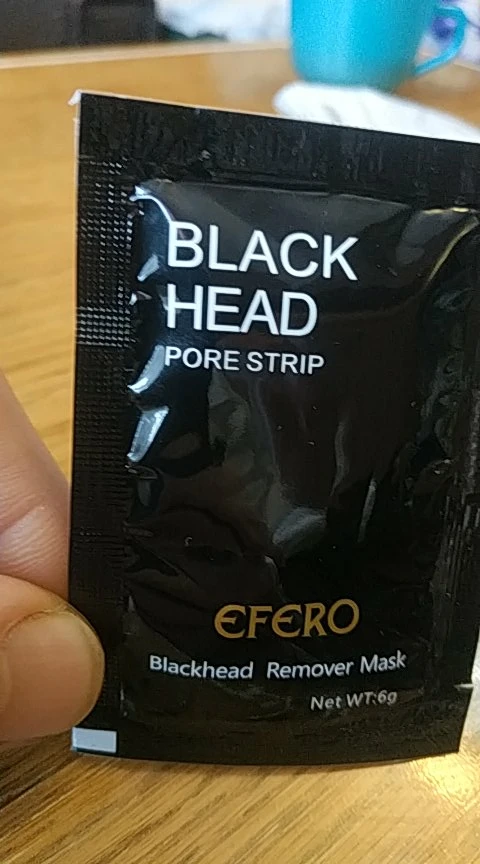 BLACK
HEAD
PORE STRIP
EFERO
Blackhead Remover Mask
Net WT:6g